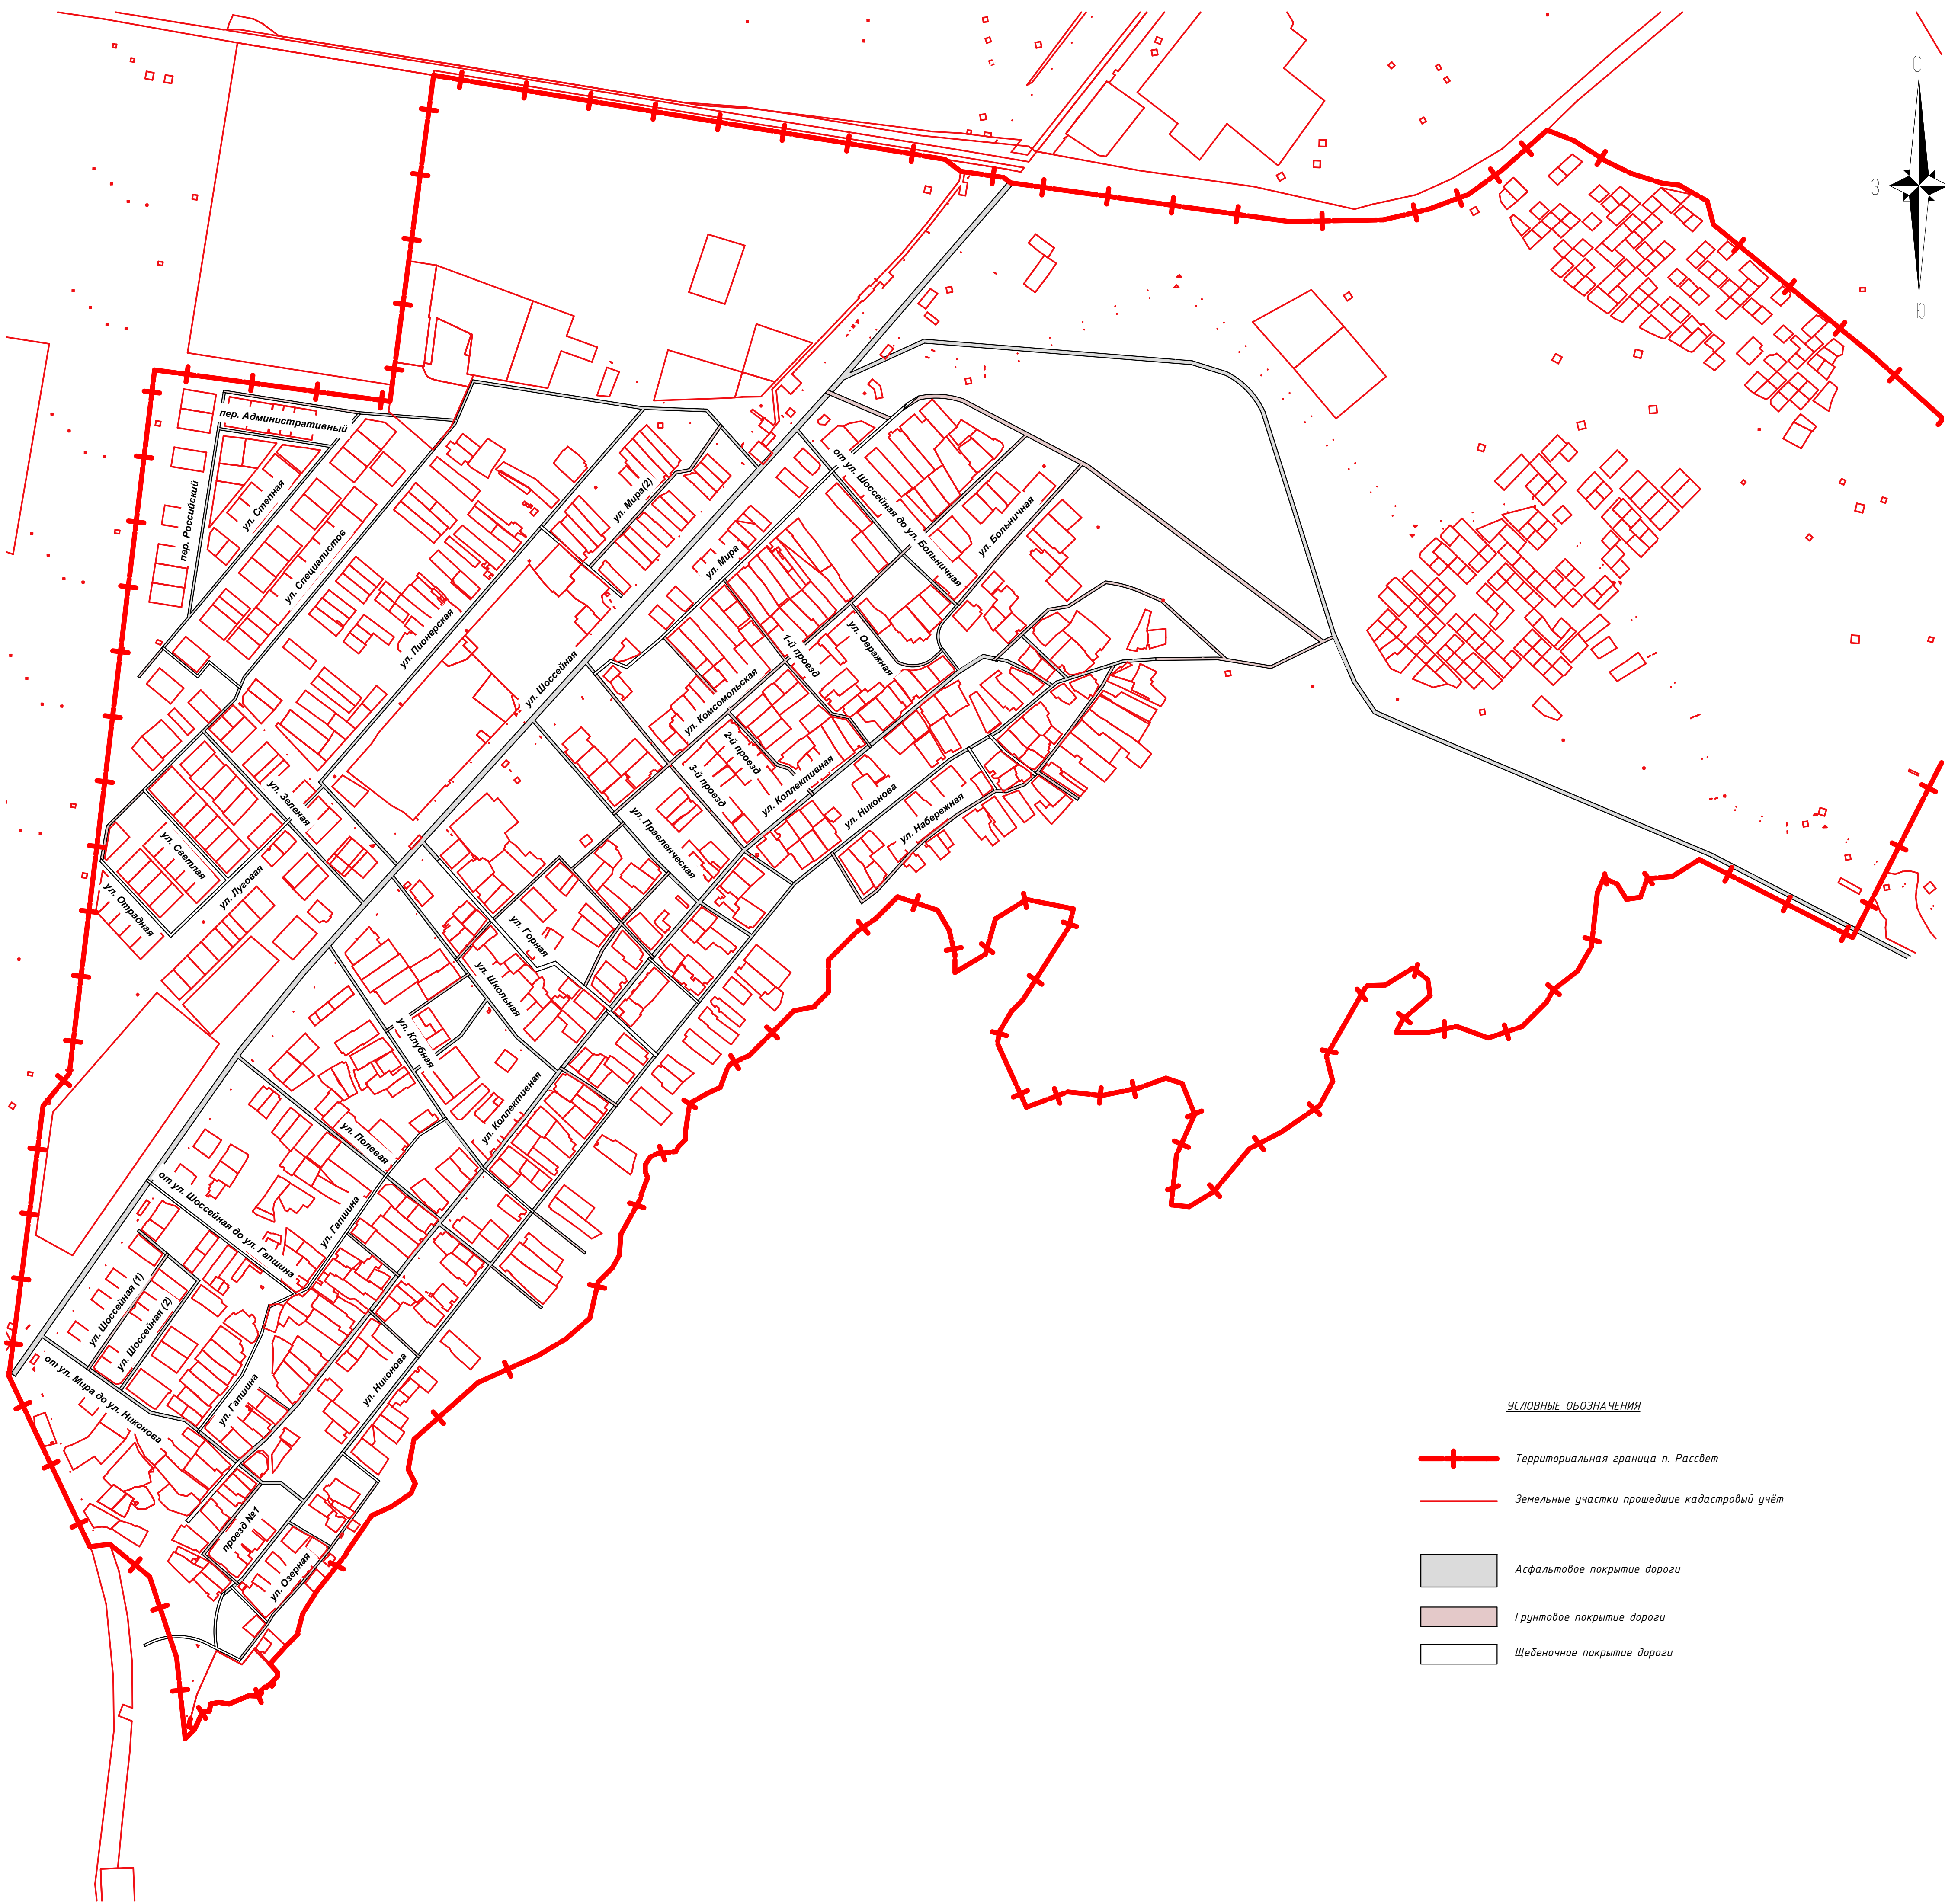 С
З
Ю
пер. Административный
пер. Российский
ул. Степная
ул. Специалистов
ул. Пионерская
ул. Мира(2)
ул. Мира
от ул. Шоссейная до ул. Больничная
ул. Больничная
ул. Шоссейная
1-й проезд
ул. Овражная
ул. Комсомольская
2-й проезд
3-й проезд
ул. Коллективная
ул. Никонова
ул. Набережная
ул. Правленческая
ул. Зеленая
ул. Светлая
ул. Луговая
ул. Отрадная
ул. Горная
ул. Школьная
ул. Клубная
ул. Коллективная
ул. Полевая
от ул. Шоссейная до ул. Гапшина
ул. Гапшина
ул. Шоссейная (1)
ул. Шоссейная (2)
от ул. Мира до ул. Никонова
ул. Гапшина
ул. Никонова
проезд №1
ул. Озерная
УСЛОВНЫЕ ОБОЗНАЧЕНИЯ
Территориальная граница п. Рассвет
Земельные участки прошедшие кадастровый учёт
Асфальтовое покрытие дороги
Грунтовое покрытие дороги
Щебеночное покрытие дороги